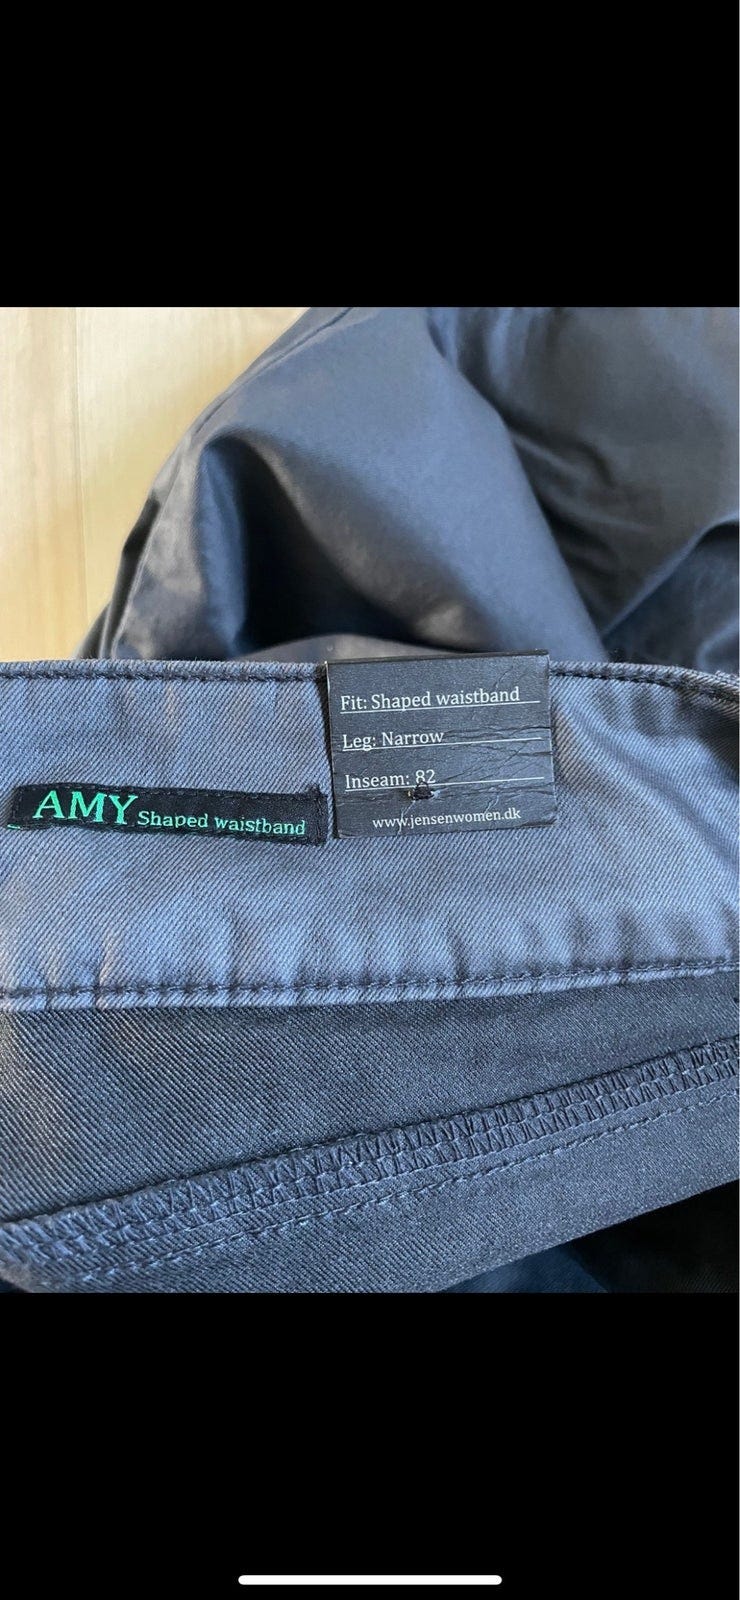 Fit: Shaped waistband
Leg: Narrow
Inseam: 82
www.jensenwomen.dk
AMY Shaped waistband